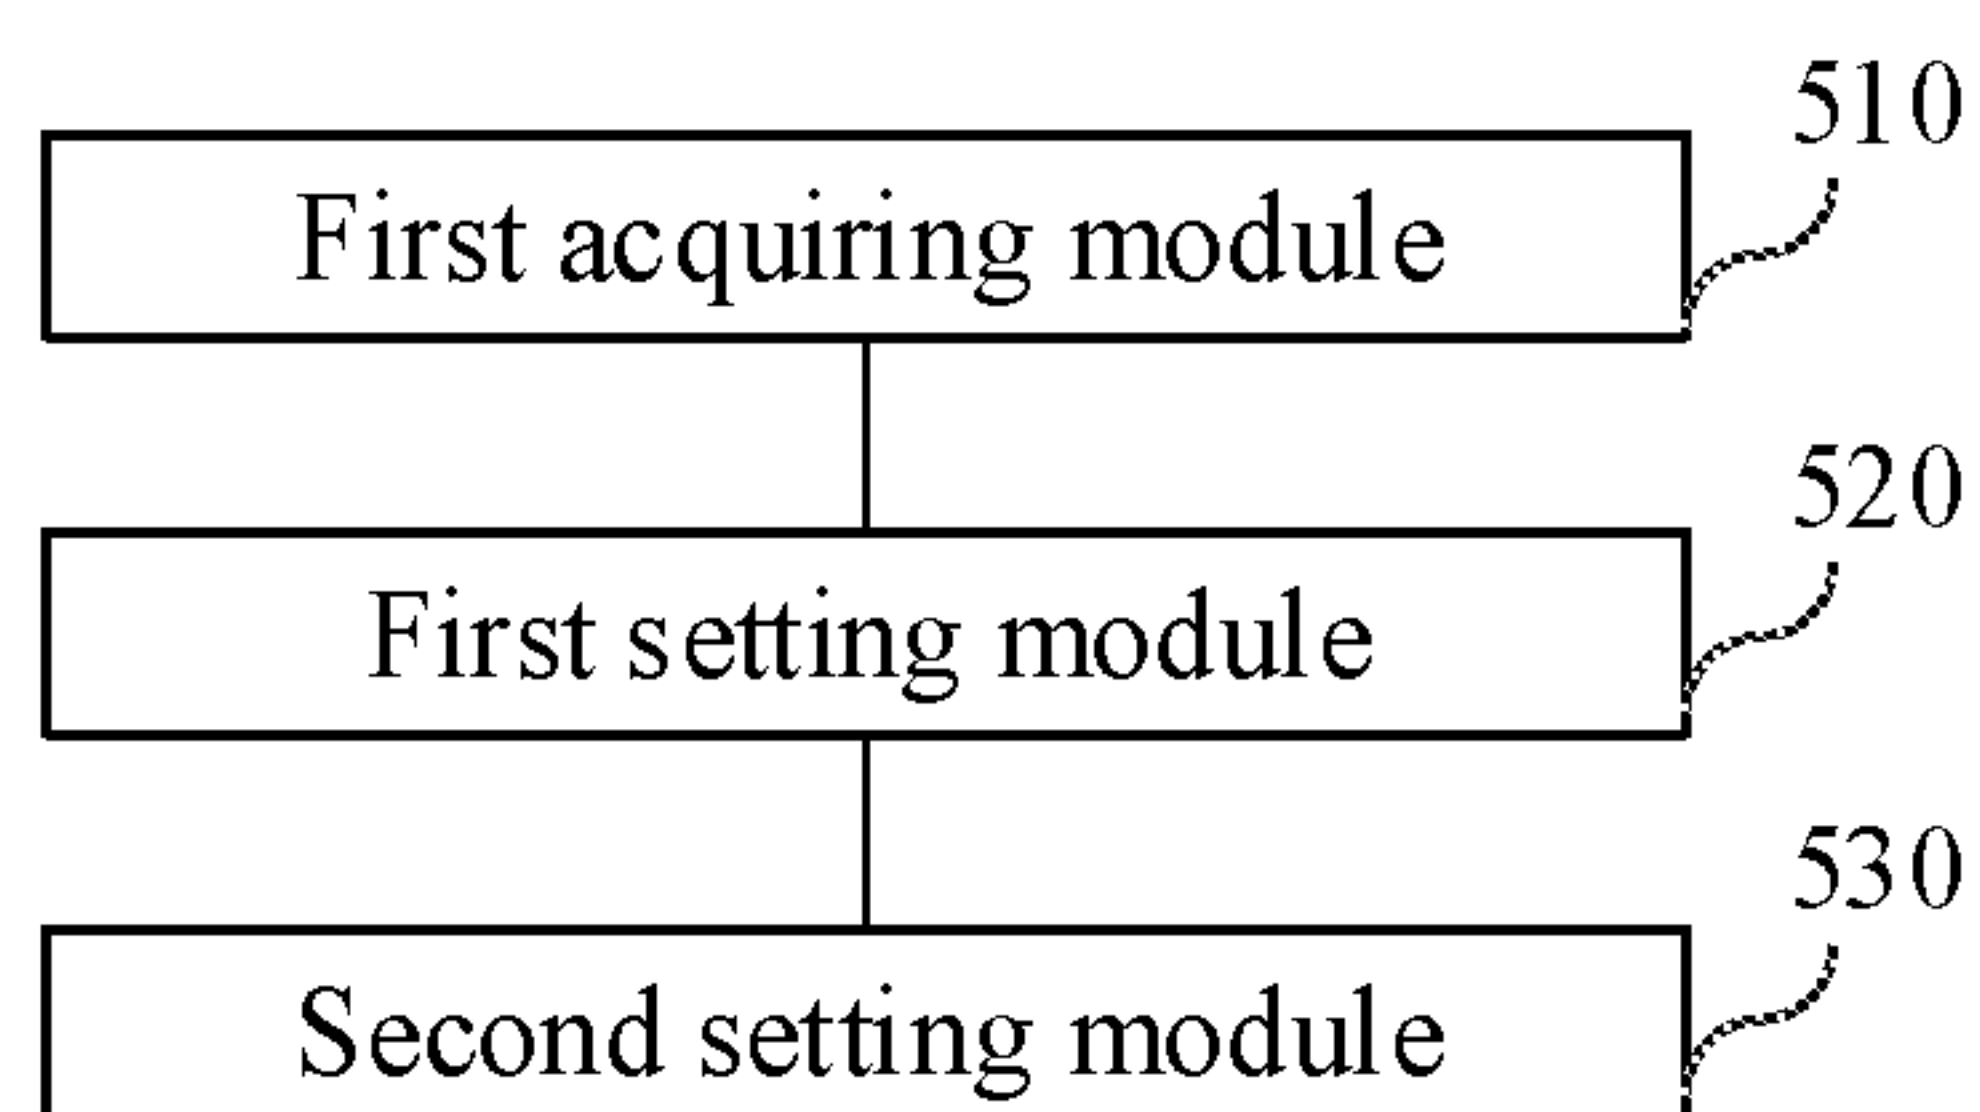 510
First acquiring module
520
First setting module
530
Second setting module